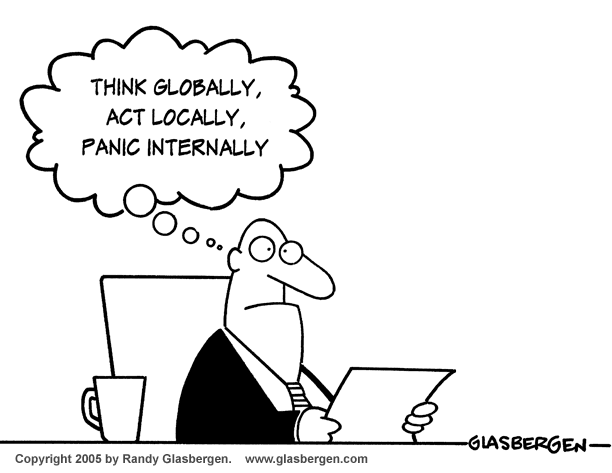 THINK GLOBALLY,
ACT LOCALLY,
PANIC INTERNALLY
GLASBERGEN
Copyright 2005 by Randy Glasbergen. www.glasbergen.com